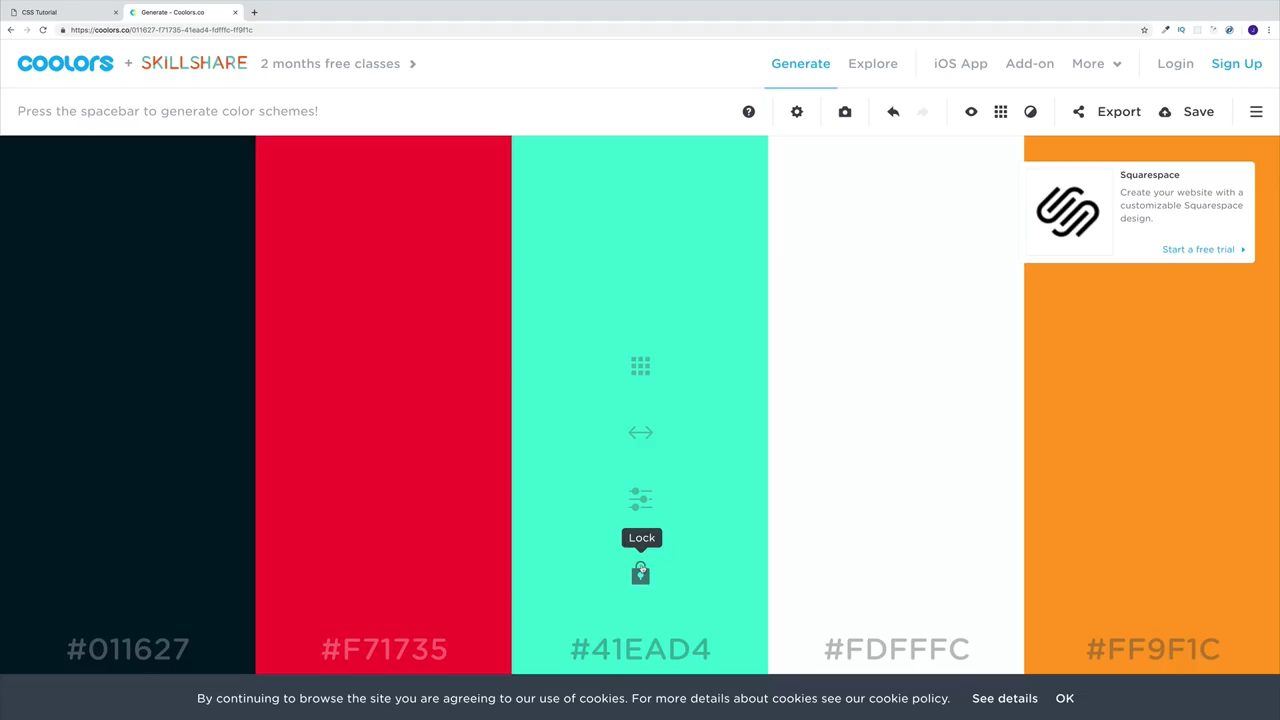 CSS Tutorial
Generate - Coolors.co
https://coolors.co/011627-f71735-41ead4-fdfffc-ff9f1c
IQ
J
coolors + SKILLSHARE 2 months free classes
Generate Explore iOS App Add-on More Login Sign Up
Press the spacebar to generate color schemes!
Export Save
Squarespace
Create your website with a
customizable Squarespace
design.
Start a free trial
Lock
#011627 #F71735 #41EAD4 #FDFFFC #FF9F1C
By continuing to browse the site you are agreeing to our use of cookies. For more details about cookies see our cookie policy. See details OK